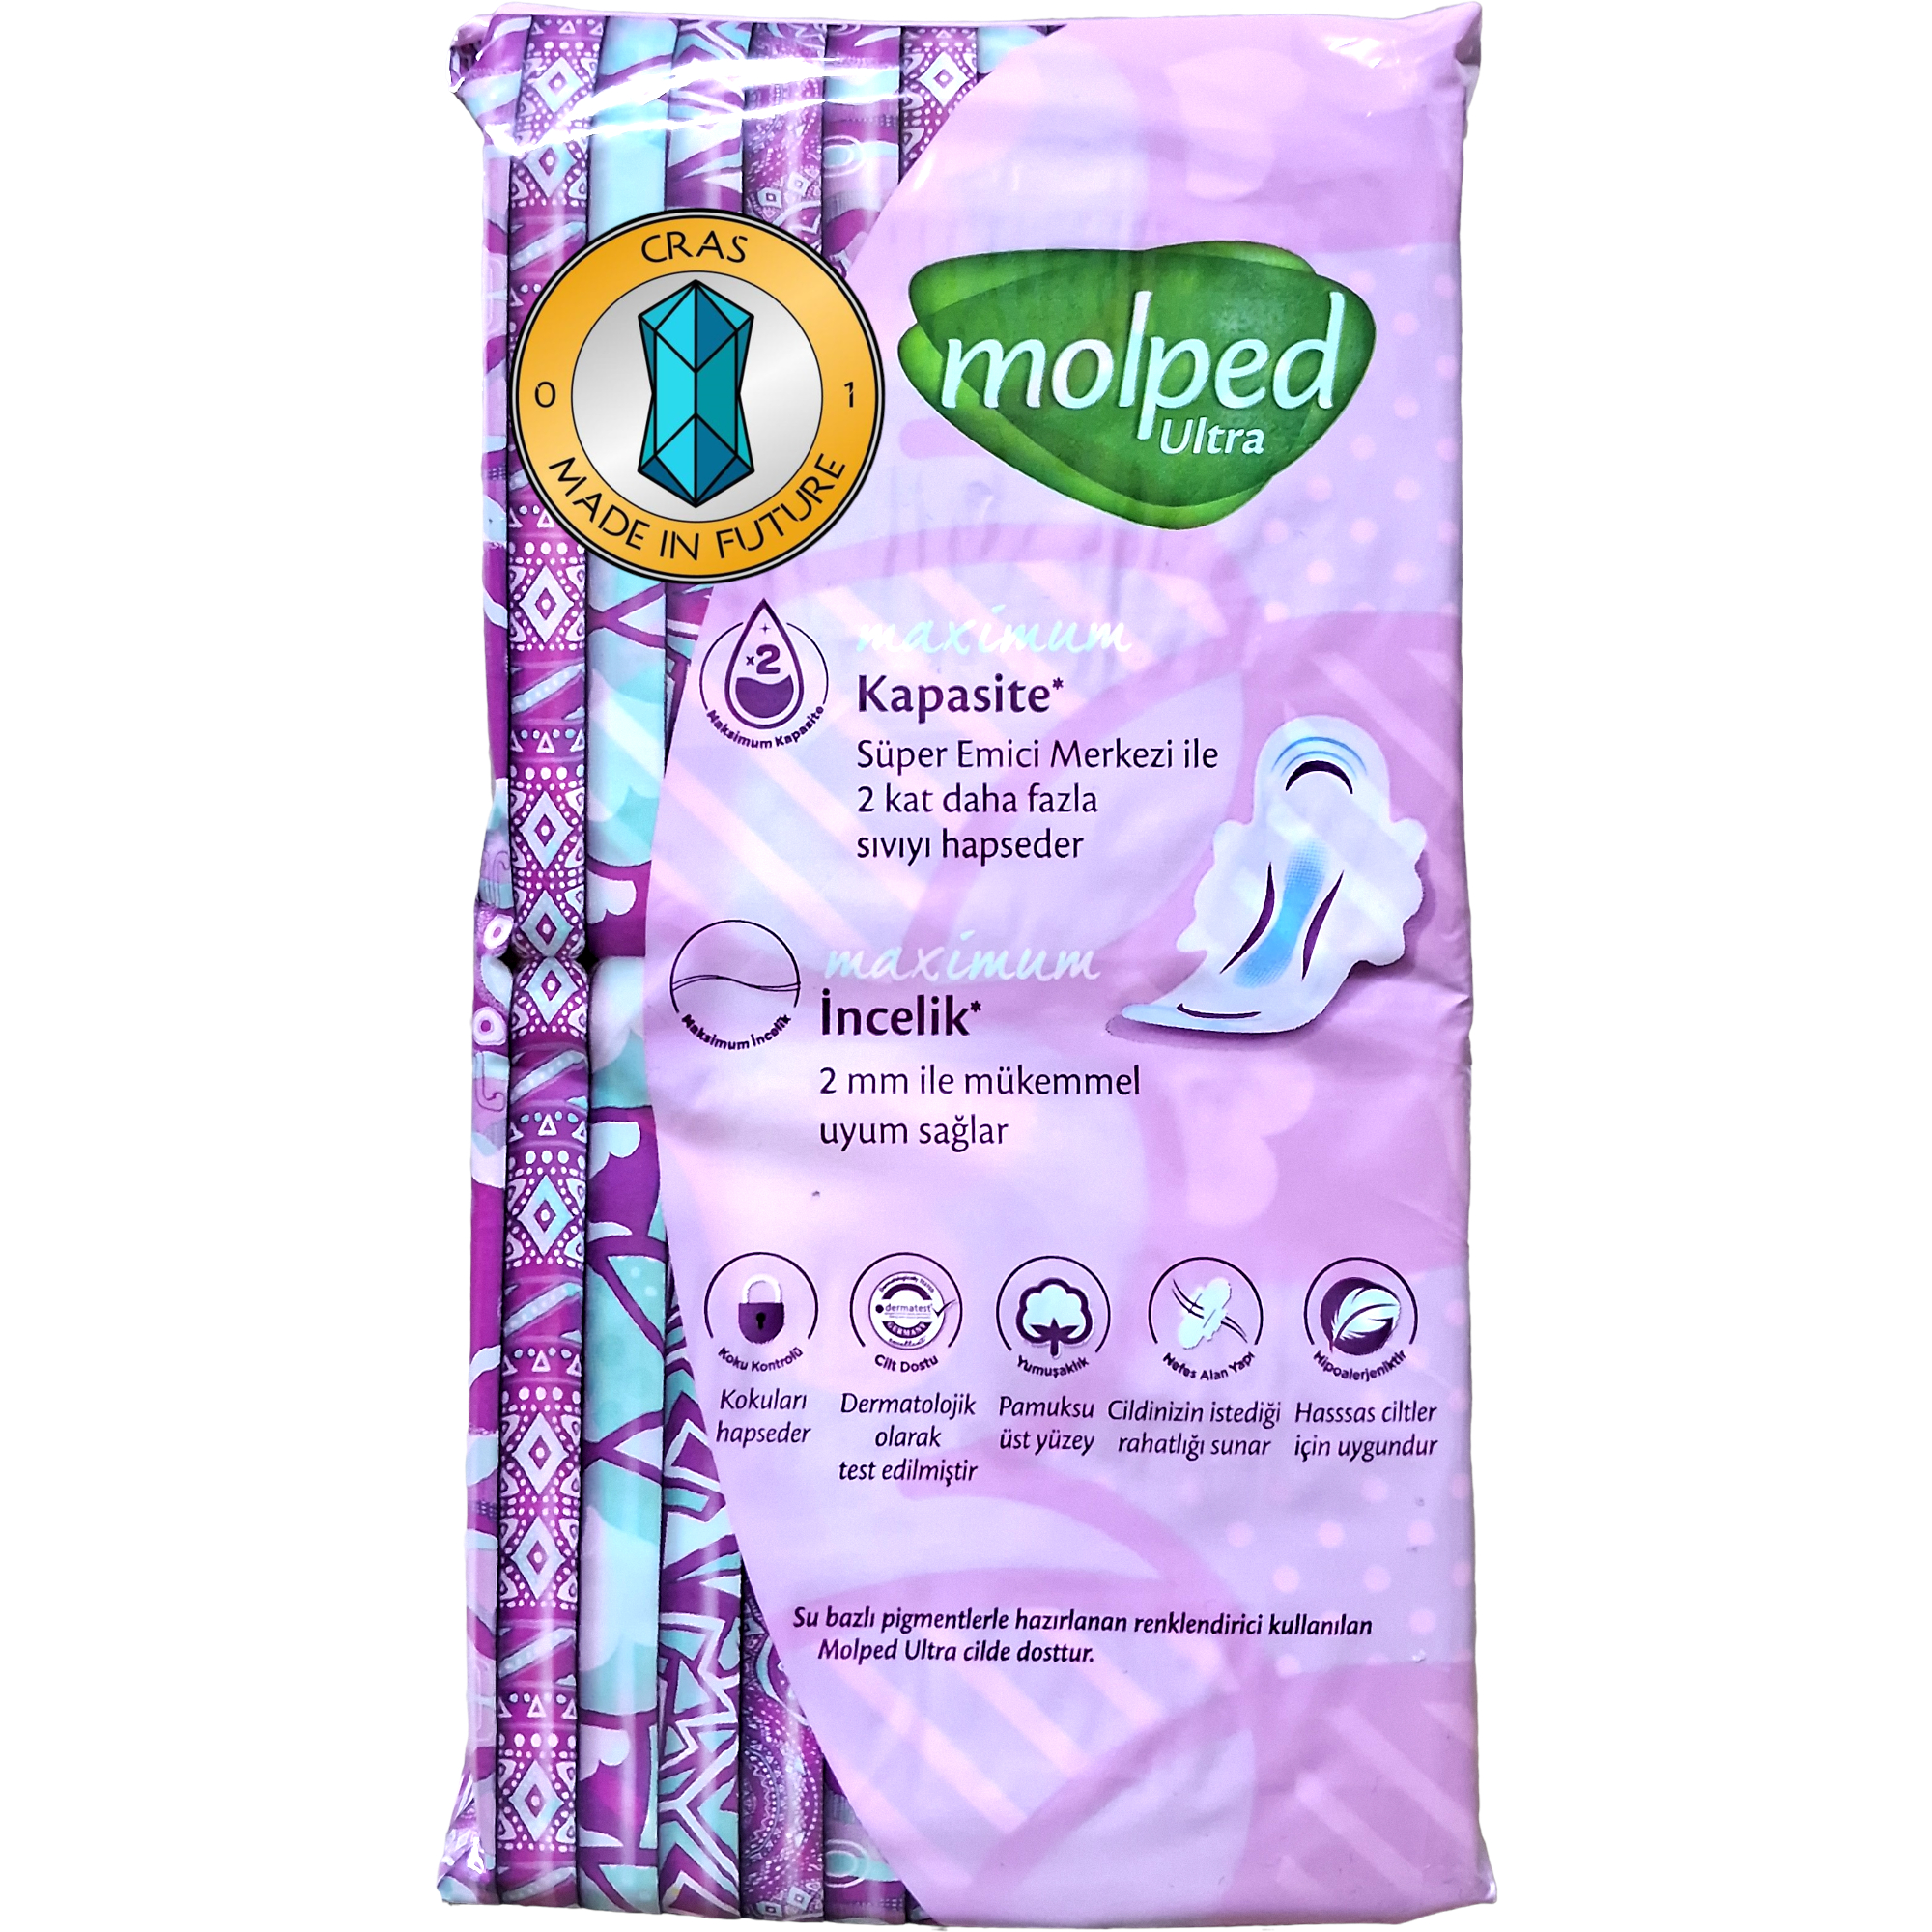 CRAS
0 1
MADE IN FUTURE
molped
Ultra
x2
Maksimum Kapasite
maximum
Kapasite*
Süper Emici Merkezi ile
2 kat daha fazla
sıvıyı hapseder
Maksimum İncelik
maximum
İncelik*
2 mm ile mükemmel
uyum sağlar
Koku Kontrolü
Kokuları
hapseder
dermatest
GERMANY
Cilt Dostu
Dermatolojik
olarak
test edilmiştir
Yumuşaklık
Pamuksu
üst yüzey
Nefes Alan Yapı
Cildinizin istediği
rahatlığı sunar
Hipoalerjeniktir
Hasssas ciltler
için uygundur
Su bazlı pigmentlerle hazırlanan renklendirici kullanılan
Molped Ultra cilde dosttur.